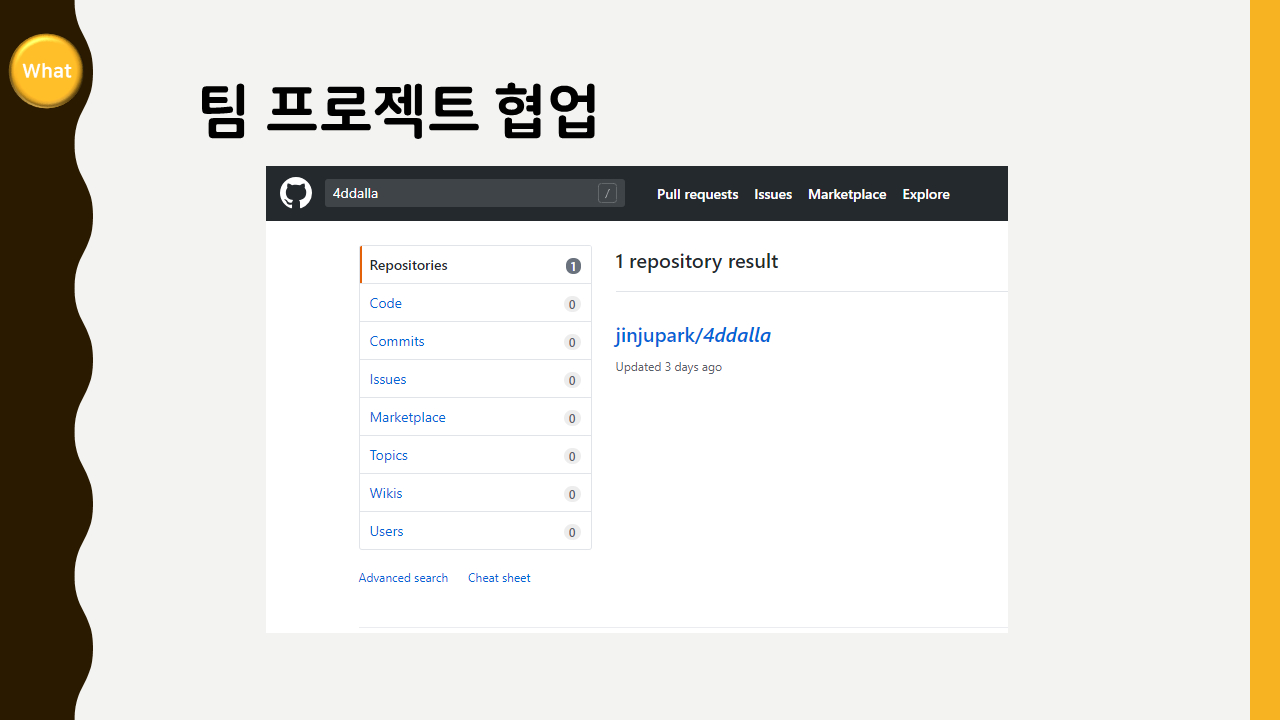 What
팀 프로젝트 협업
4ddalla /
Pull requests Issues Marketplace Explore
Repositories 1
Code 0
Commits 0
Issues 0
Marketplace 0
Topics 0
Wikis 0
Users 0
Advanced search Cheat sheet
1 repository result
jinjupark/4ddalla
Updated 3 days ago